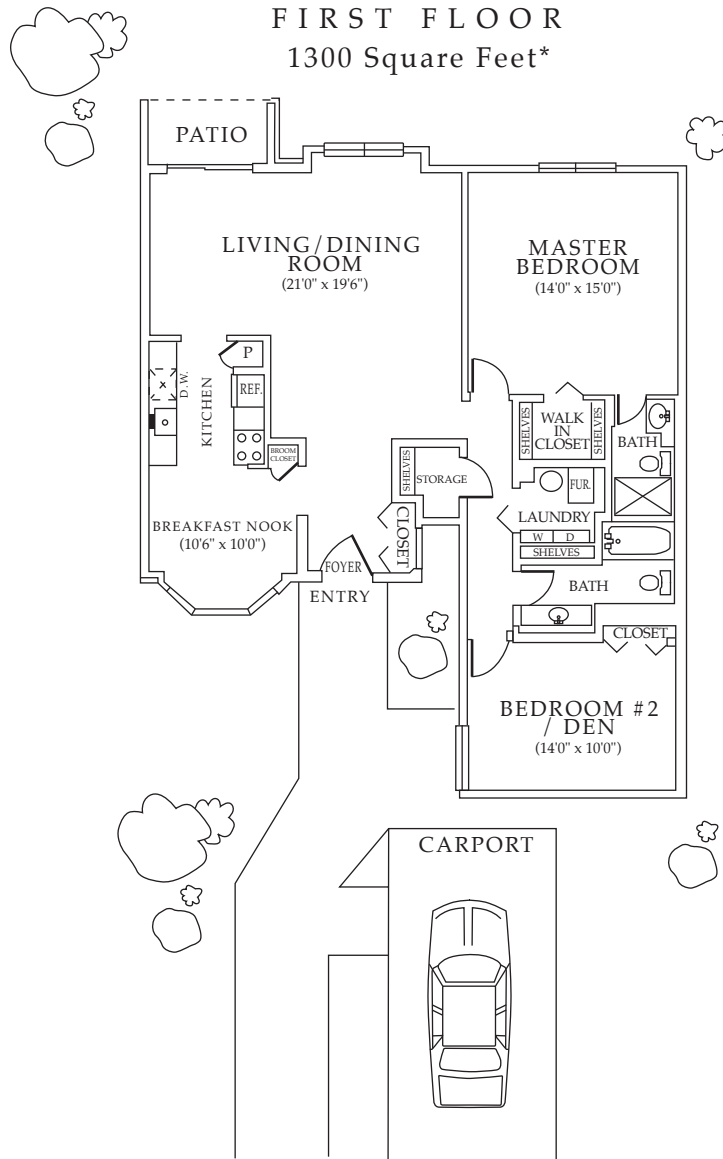 FIRST FLOOR
1300 Square Feet*
PATIO
LIVING/DINING
ROOM
(21'0" x 19'6")
MASTER
BEDROOM
(14'0" x 15'0")
P
D.W.
KITCHEN
REF.
BROOM
CLOSET
SHELVES
WALK
IN
CLOSET
SHELVES
BATH
SHELVES
STORAGE
FUR.
LAUNDRY
W D
SHELVES
CLOSET
BREAKFAST NOOK
(10'6" x 10'0")
FOYER
ENTRY
BATH
CLOSET
BEDROOM #2
/ DEN
(14'0" x 10'0")
CARPORT